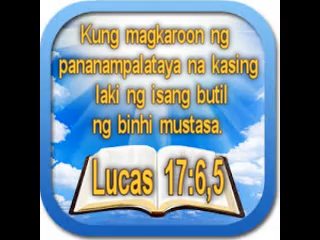 Kung magkaroon ng
pananampalataya na kasing
laki ng isang butil
ng binhi mustasa.
Lucas 17:6,5